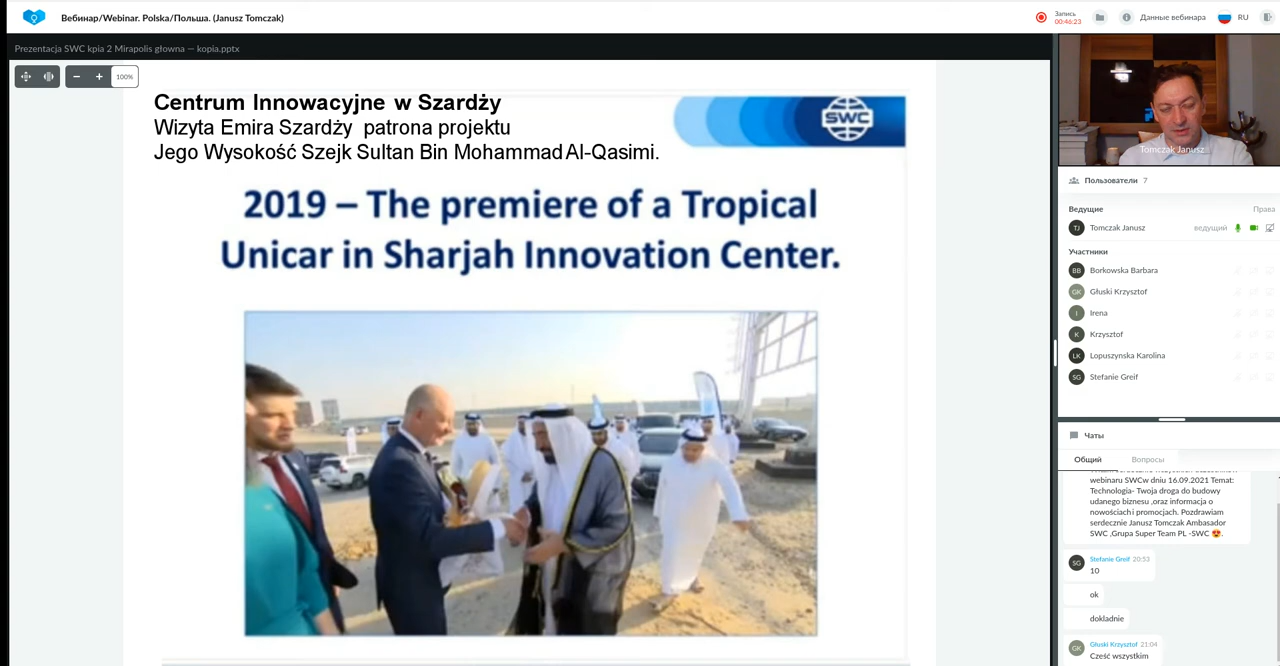 Вебинар/Webinar. Polska/Польша. (Janusz Tomczak)
Запись
00:46:23
Данные вебинара
RU
Prezentacja SWC kpia 2 Mirapolis głowna — kopia.pptx
100%
Centrum Innowacyjne w Szardży
Wizyta Emira Szardży patrona projektu
Jego Wysokość Szejk Sultan Bin Mohammad Al-Qasimi.
SWC
2019 – The premiere of a Tropical
Unicar in Sharjah Innovation Center.
Tomczak Janusz
Пользователи 7
Ведущие
Права
TJ Tomczak Janusz ведущий
Участники
BB Borkowska Barbara
GK Głuski Krzysztof
I Irena
K Krzysztof
LK Lopuszynska Karolina
SG Stefanie Greif
Чаты
Общий Вопросы
webinaru SWCw dniu 16.09.2021 Temat:
Technologia- Twoja droga do budowy
udanego biznesu ,oraz informacja o
nowościach i promocjach. Pozdrawiam
serdecznie Janusz Tomczak Ambasador
SWC ,Grupa Super Team PL -SWC 😍.
SG Stefanie Greif 20:53
10
ok
dokladnie
GK Głuski Krzysztof 21:04
Cześć wszystkim